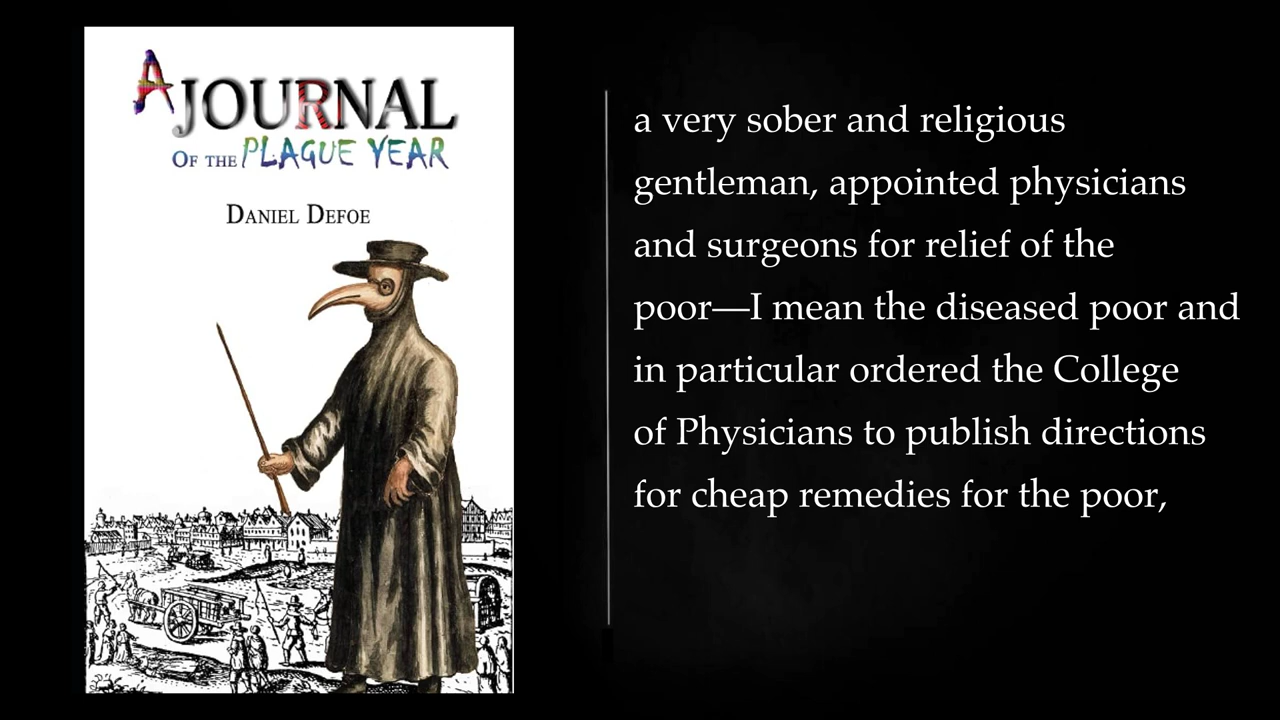 A JOURNAL
OF THE PLAGUE YEAR
DANIEL DEFOE
a very sober and religious
gentleman, appointed physicians
and surgeons for relief of the
poor—I mean the diseased poor and
in particular ordered the College
of Physicians to publish directions
for cheap remedies for the poor,